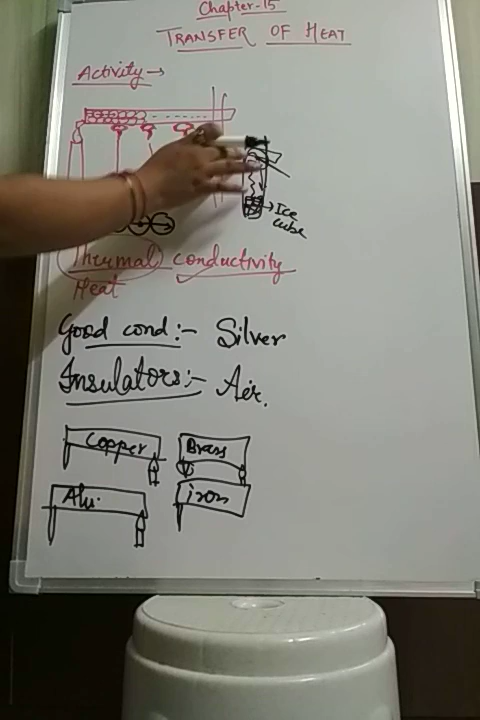 Chapter-15
TRANSFER OF HEAT
Activity →
→ Ice
cube
Thermal conductivity
Heat
Good cond:- Silver
Insulators:- Air.
Copper
Brass
Alu.
iron